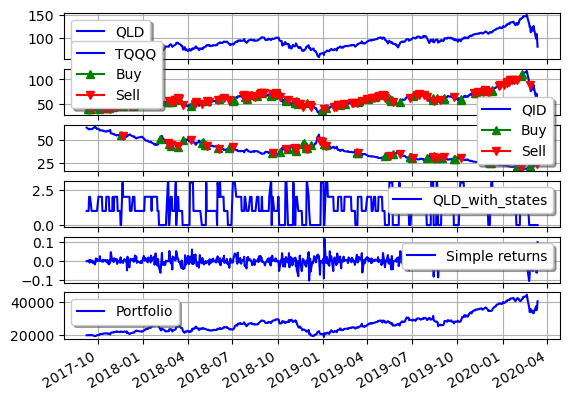 150
100
QLD
100
50
TQQQ
Buy
Sell
50
25
QID
Buy
Sell
2.5
0.0
QLD_with_states
0.1
0.0
−0.1
Simple returns
40000
20000
Portfolio
2017-10
2018-01
2018-04
2018-07
2018-10
2019-01
2019-04
2019-07
2019-10
2020-01
2020-04